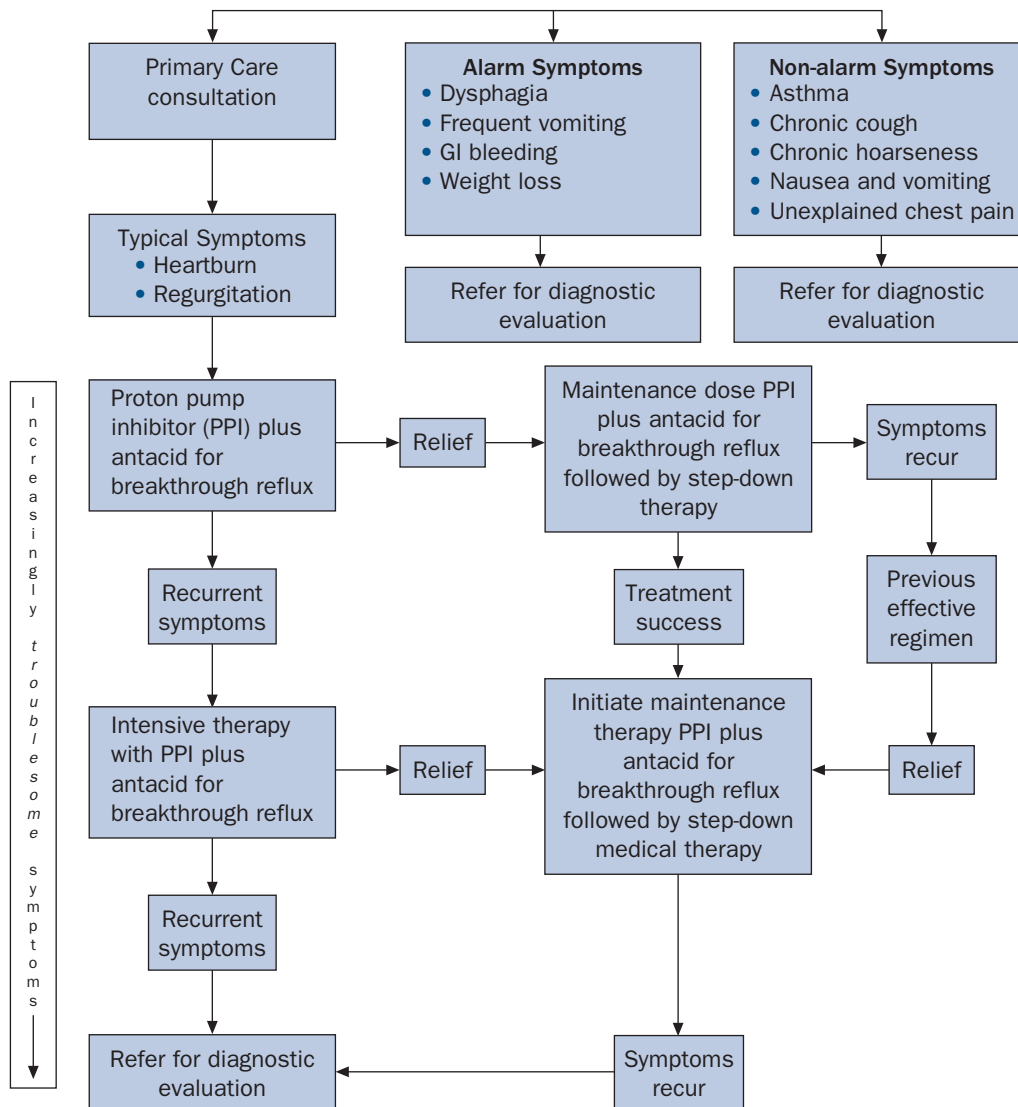 Primary Care
consultation
Alarm Symptoms
• Dysphagia
• Frequent vomiting
• GI bleeding
• Weight loss
Non-alarm Symptoms
• Asthma
• Chronic cough
• Chronic hoarseness
• Nausea and vomiting
• Unexplained chest pain
Typical Symptoms
• Heartburn
• Regurgitation
Refer for diagnostic
evaluation
Refer for diagnostic
evaluation
Increasingly troublesome symptoms
Proton pump
inhibitor (PPI) plus
antacid for
breakthrough reflux
Relief
Maintenance dose PPI
plus antacid for
breakthrough reflux
followed by step-down
therapy
Symptoms
recur
Recurrent
symptoms
Treatment
success
Previous
effective
regimen
Intensive therapy
with PPI plus
antacid for
breakthrough reflux
Relief
Initiate maintenance
therapy PPI plus
antacid for
breakthrough reflux
followed by step-down
medical therapy
Relief
Recurrent
symptoms
Refer for diagnostic
evaluation
Symptoms
recur